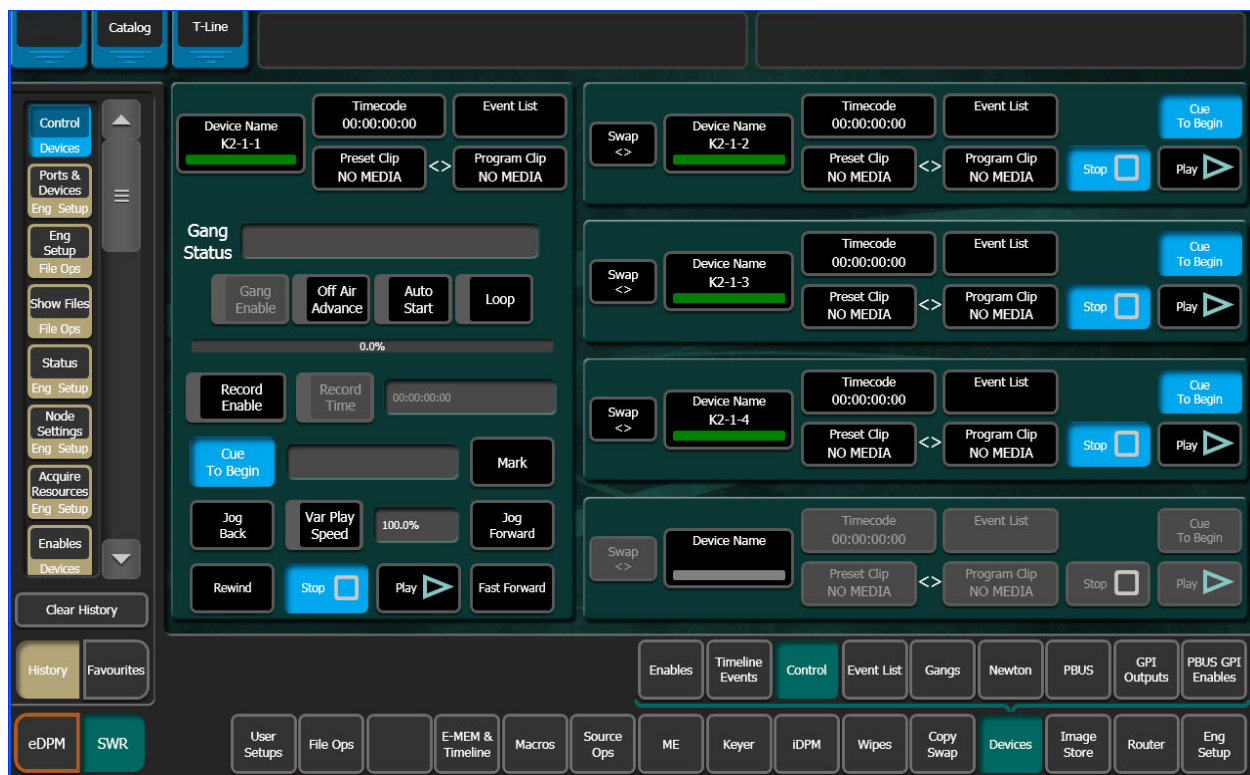 Catalog
T-Line
Control
Devices
Ports &
Devices
Eng Setup
Eng
Setup
File Ops
Show Files
File Ops
Status
Eng Setup
Node
Settings
Eng Setup
Acquire
Resources
Eng Setup
Enables
Devices
Clear History
History
Favourites
Device Name
K2-1-1
Timecode
00:00:00:00
Event List
Preset Clip
NO MEDIA
<>
Program Clip
NO MEDIA
Gang
Status
Gang
Enable
Off Air
Advance
Auto
Start
Loop
0.0%
Record
Enable
Record
Time
00:00:00:00
Cue
To Begin
Mark
Jog
Back
Var Play
Speed
100.0%
Jog
Forward
Rewind
Stop
Play
Fast Forward
Swap
<>
Device Name
K2-1-2
Timecode
00:00:00:00
Event List
Cue
To Begin
Preset Clip
NO MEDIA
<>
Program Clip
NO MEDIA
Stop
Play
Swap
<>
Device Name
K2-1-3
Timecode
00:00:00:00
Event List
Cue
To Begin
Preset Clip
NO MEDIA
<>
Program Clip
NO MEDIA
Stop
Play
Swap
<>
Device Name
K2-1-4
Timecode
00:00:00:00
Event List
Cue
To Begin
Preset Clip
NO MEDIA
<>
Program Clip
NO MEDIA
Stop
Play
Swap
<>
Device Name
Timecode
00:00:00:00
Event List
Cue
To Begin
Preset Clip
NO MEDIA
<>
Program Clip
NO MEDIA
Stop
Play
Enables
Timeline
Events
Control
Event List
Gangs
Newton
PBUS
GPI
Outputs
PBUS GPI
Enables
eDPM
SWR
User
Setups
File Ops
E-MEM &
Timeline
Macros
Source
Ops
ME
Keyer
iDPM
Wipes
Copy
Swap
Devices
Image
Store
Router
Eng
Setup